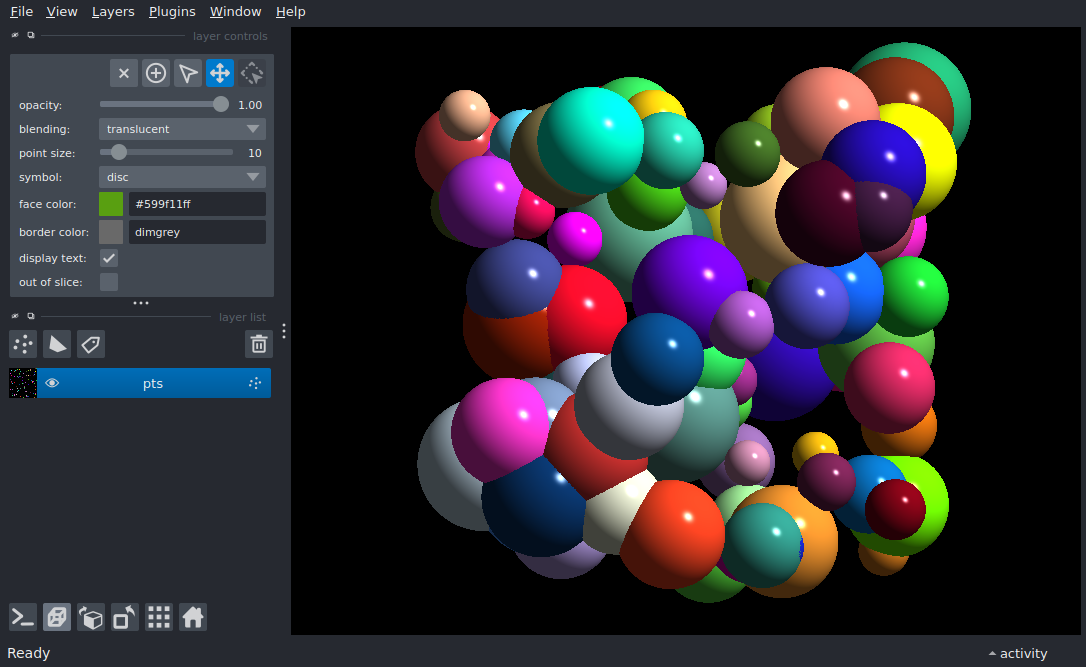 File View Layers Plugins Window Help
layer controls
opacity: 1.00
blending: translucent
point size: 10
symbol: disc
face color: #599f11ff
border color: dimgrey
display text:
out of slice:
layer list
pts
Ready activity